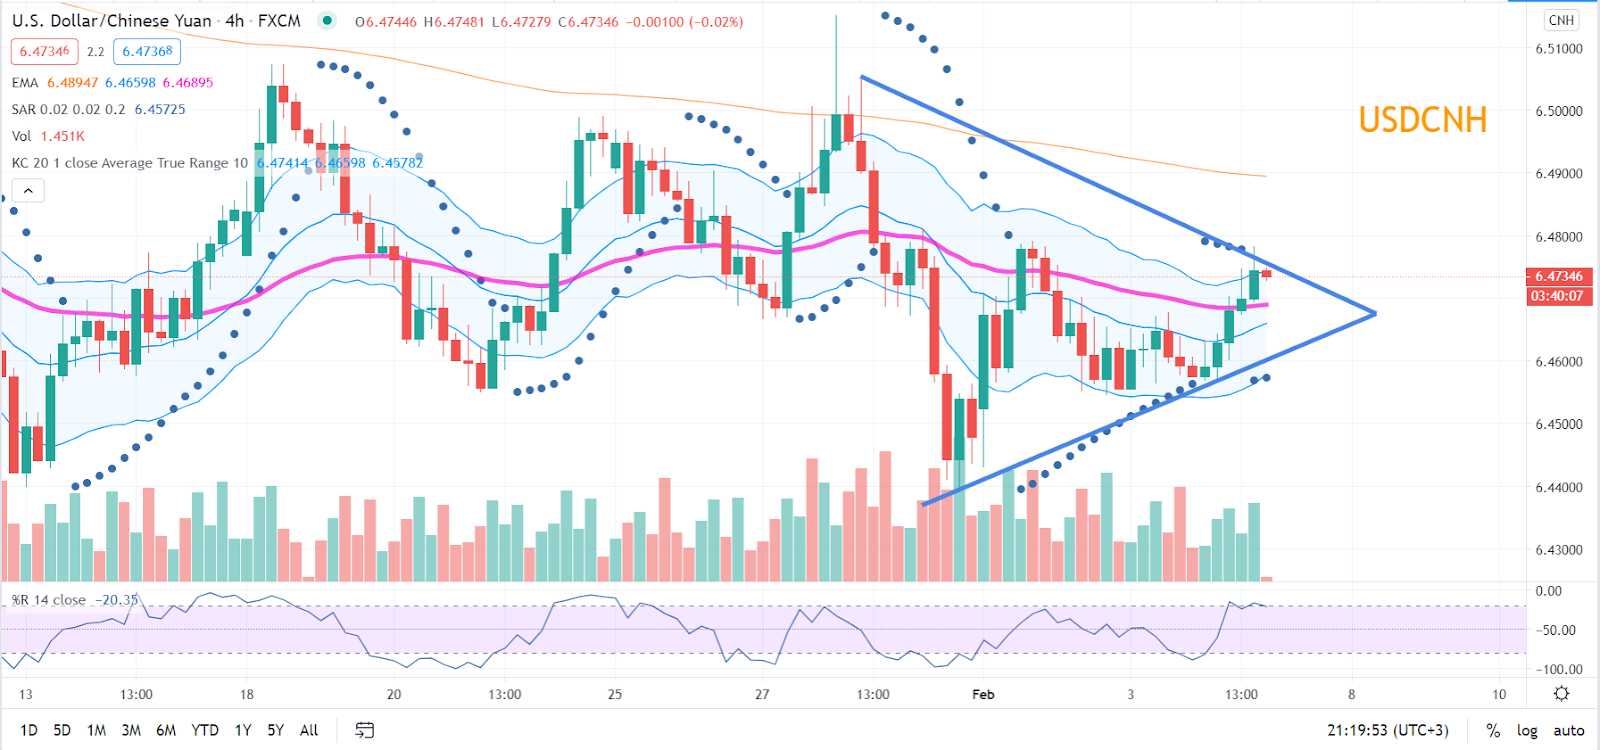 U.S. Dollar/Chinese Yuan · 4h · FXCM O6.47446 H6.47481 L6.47279 C6.47346 −0.00100 (−0.02%)
6.47346 2.2 6.47368
EMA 6.48947 6.46598 6.46895
SAR 0.02 0.02 0.2 6.45725
Vol 1.451K
KC 20 1 close Average True Range 10 6.47414 6.46598 6.45782
USDCNH
CNH
6.51000
6.50000
6.49000
6.48000
6.47346
03:40:07
6.46000
6.45000
6.44000
6.43000
%R 14 close −20.35
0.00
−50.00
−100.00
13 13:00 18 20 13:00 25 27 13:00 Feb 3 13:00 8 10
1D 5D 1M 3M 6M YTD 1Y 5Y All 21:19:53 (UTC+3) % log auto